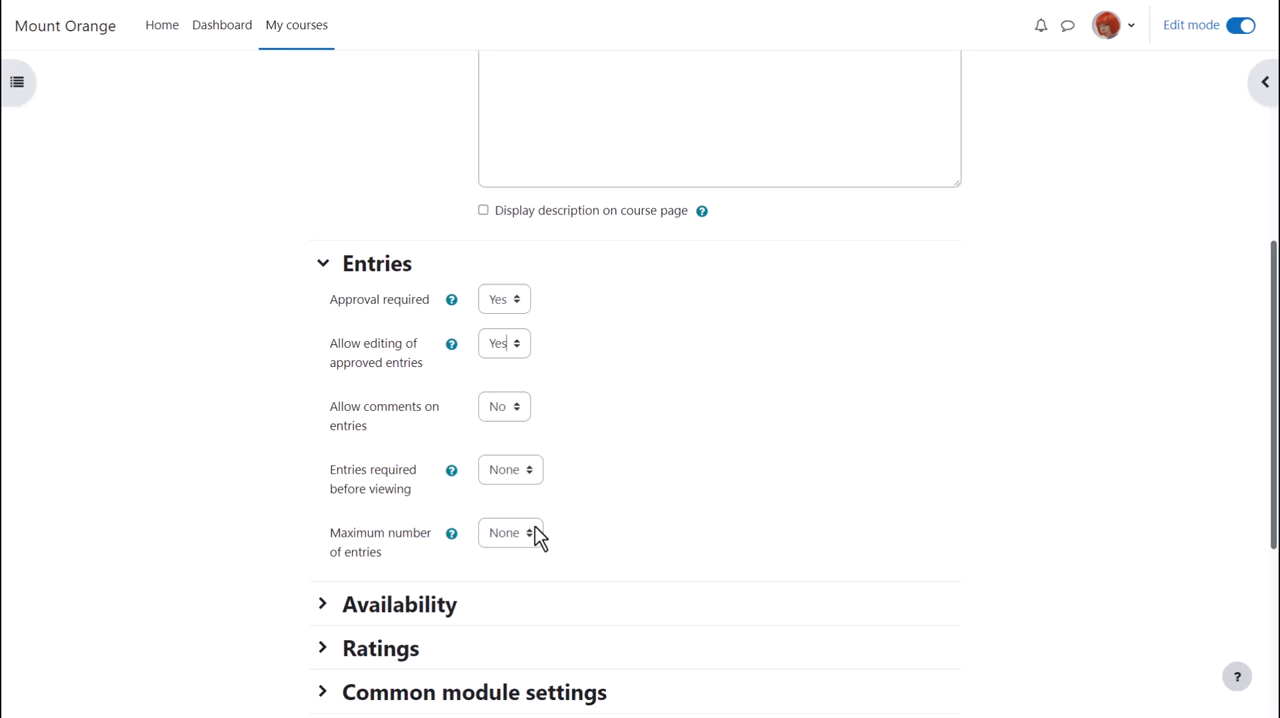 Mount Orange
Home
Dashboard
My courses
Edit mode
Display description on course page
?
Entries
Approval required
?
Yes
Allow editing of
approved entries
?
Yes
Allow comments on
entries
No
Entries required
before viewing
?
None
Maximum number
of entries
?
None
Availability
Ratings
Common module settings
?